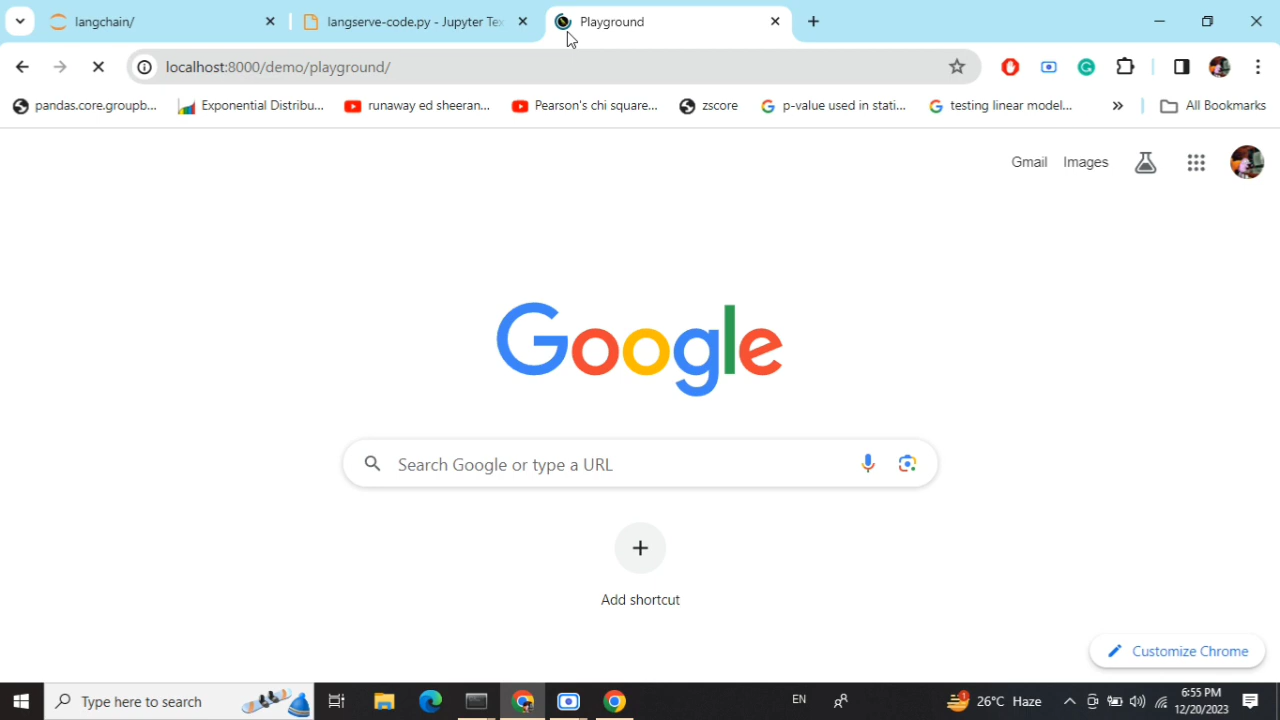 langchain/
langserve-code.py - Jupyter Tex
Playground
localhost:8000/demo/playground/
pandas.core.groupb...
Exponential Distribu...
runaway ed sheeran...
Pearson's chi square...
zscore
p-value used in stati...
testing linear model...
»
All Bookmarks
Gmail
Images
Google
Search Google or type a URL
Add shortcut
Customize Chrome
Type here to search
EN
1
26°C Haze
6:55 PM
12/20/2023